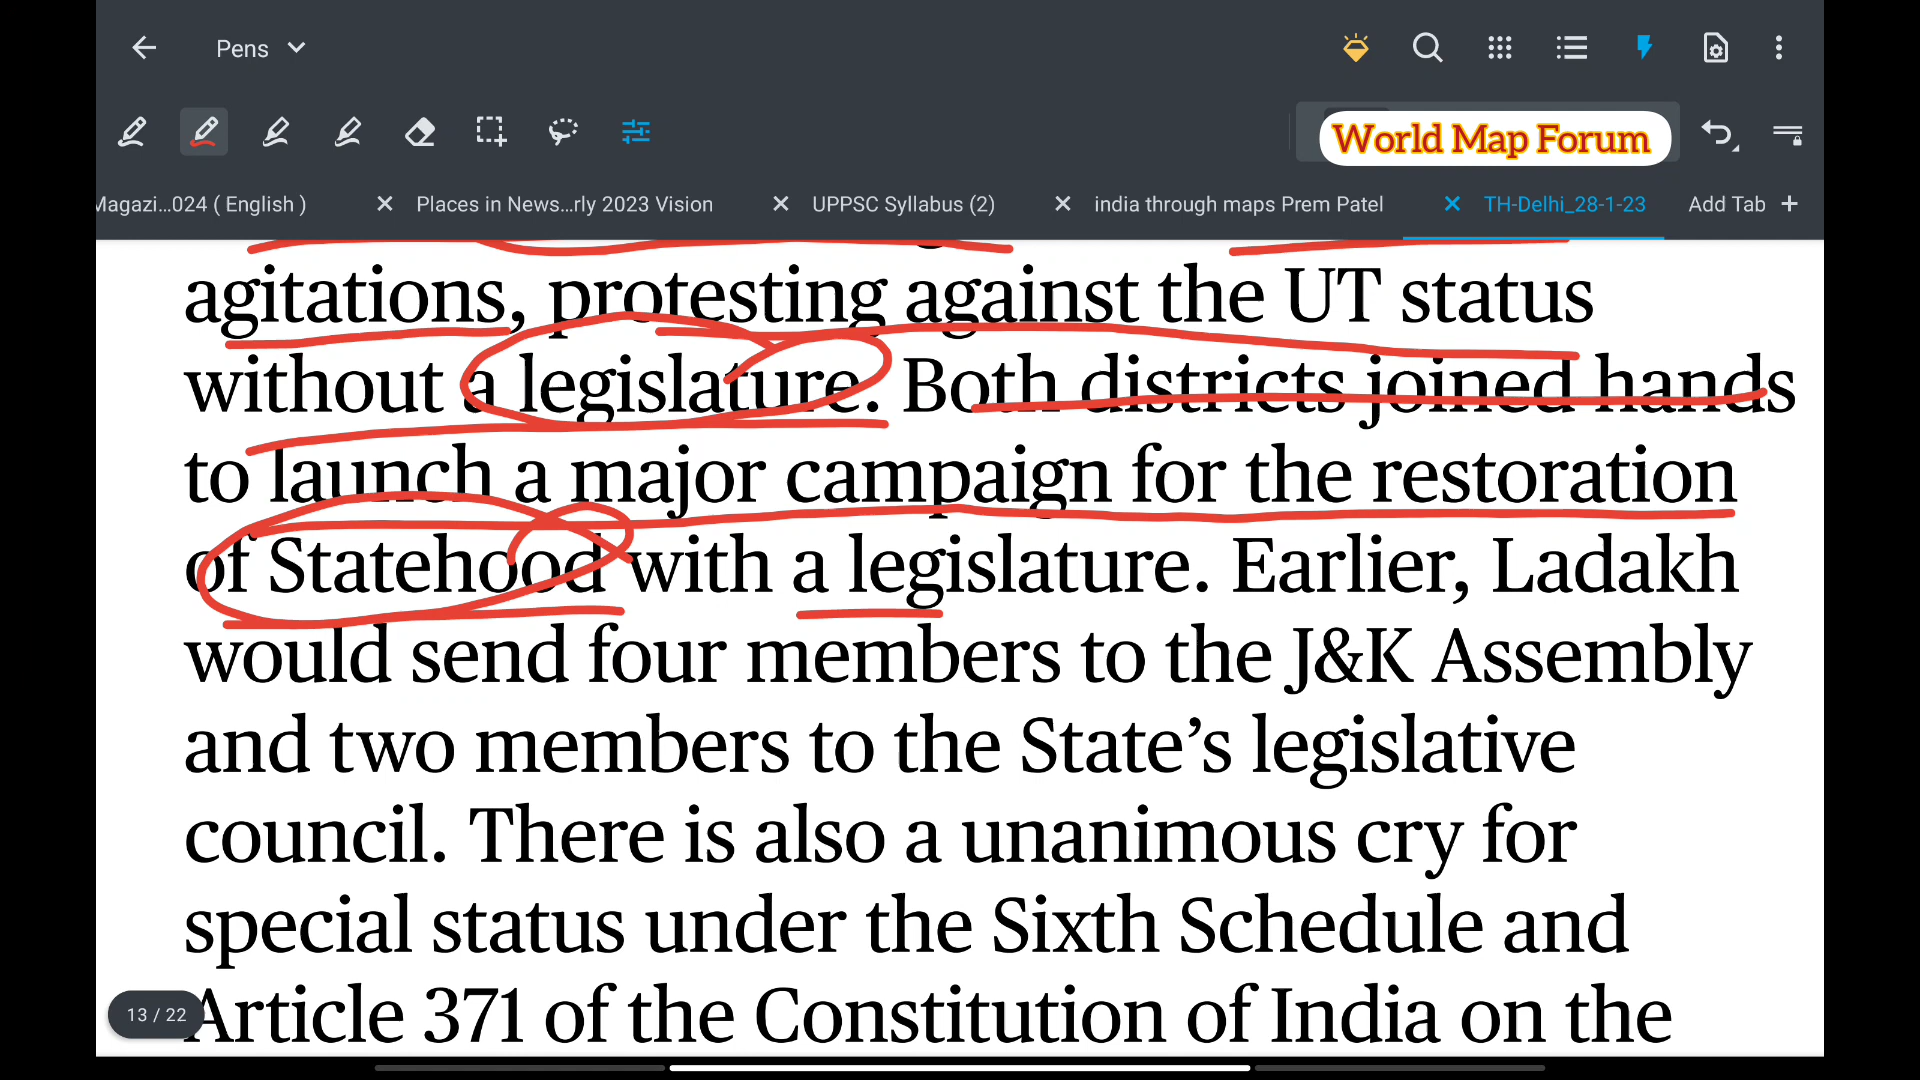 Pens
World Map Forum
Magazi...024 ( English )
Places in News...rly 2023 Vision
UPPSC Syllabus (2)
india through maps Prem Patel
TH-Delhi_28-1-23
Add Tab +
agitations, protesting against the UT status
without a legislature. Both districts joined hands
to launch a major campaign for the restoration
of Statehood with a legislature. Earlier, Ladakh
would send four members to the J&K Assembly
and two members to the State’s legislative
council. There is also a unanimous cry for
special status under the Sixth Schedule and
Article 371 of the Constitution of India on the
13 / 22